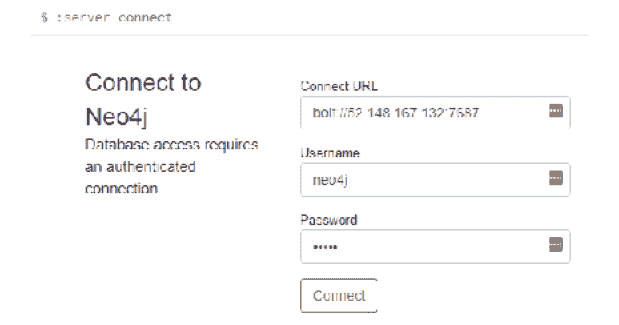 $ :server connect
Connect to
Neo4j
Database access requires
an authenticated
connection
Connect URL
bolt://52.148.167.132:7687
Username
neo4j
Password
•••••
Connect